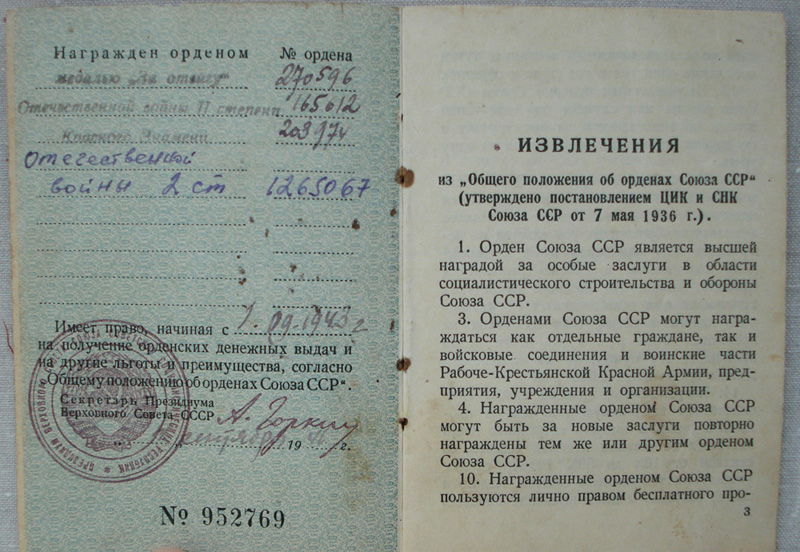 Награжден орденом № ордена
медалью „За отвагу" 270596
Отечественной войны II степени 165612
Красного Знамени 203974
Отечественной
войны 2 ст 1265067
Имеет право, начиная с 1.09.1943 г
на получение орденских денежных выдач и
на другие льготы и преимущества, согласно
„Общему положению об орденах Союза ССР“.
Секретарь Президиума
Верховного Совета СССР А. Горкин
19 г.
№ 952769
ИЗВЛЕЧЕНИЯ
из „Общего положения об орденах Союза ССР“
(утверждено постановлением ЦИК и СНК
Союза ССР от 7 мая 1936 г.).
1. Орден Союза ССР является высшей
наградой за особые заслуги в области
социалистического строительства и обороны
Союза ССР.
3. Орденами Союза ССР могут награ-
ждаться как отдельные граждане, так и
войсковые соединения и воинские части
Рабоче-Крестьянской Красной Армии, пред-
приятия, учреждения и организации.
4. Награжденные орденом Союза ССР
могут быть за новые заслуги повторно
награждены тем же или другим орденом
Союза ССР.
10. Награжденные орденом Союза ССР
пользуются лично правом бесплатного про-
3